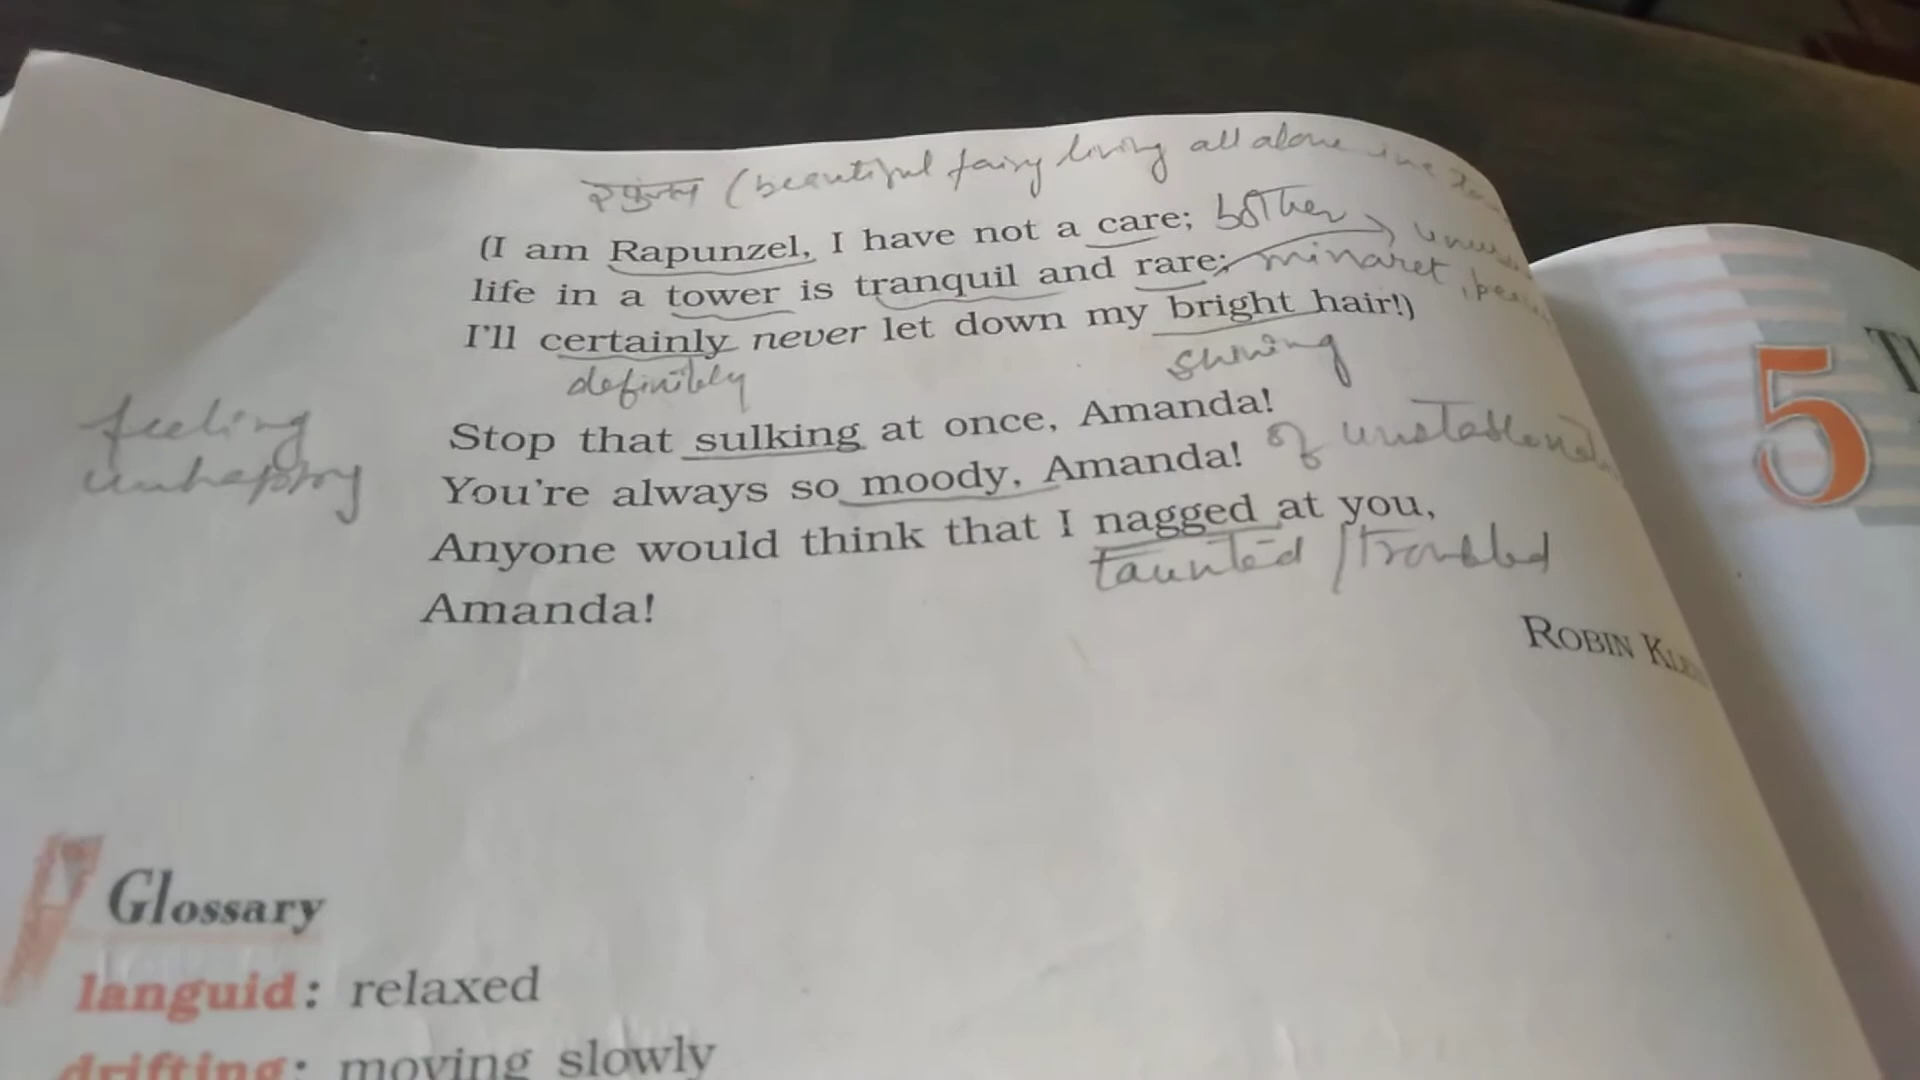 (beautiful fairy living all alone
(I am Rapunzel, I have not a care; bother
life in a tower is tranquil and rare; minaret
I'll certainly never let down my bright hair!)
definitely shining
feeling
unhappy
Stop that sulking at once, Amanda!
You're always so moody, Amanda! of
Anyone would think that I nagged at you,
taunted / troubled
Amanda!
ROBIN
5
Glossary
languid: relaxed
drifting: moving slowly